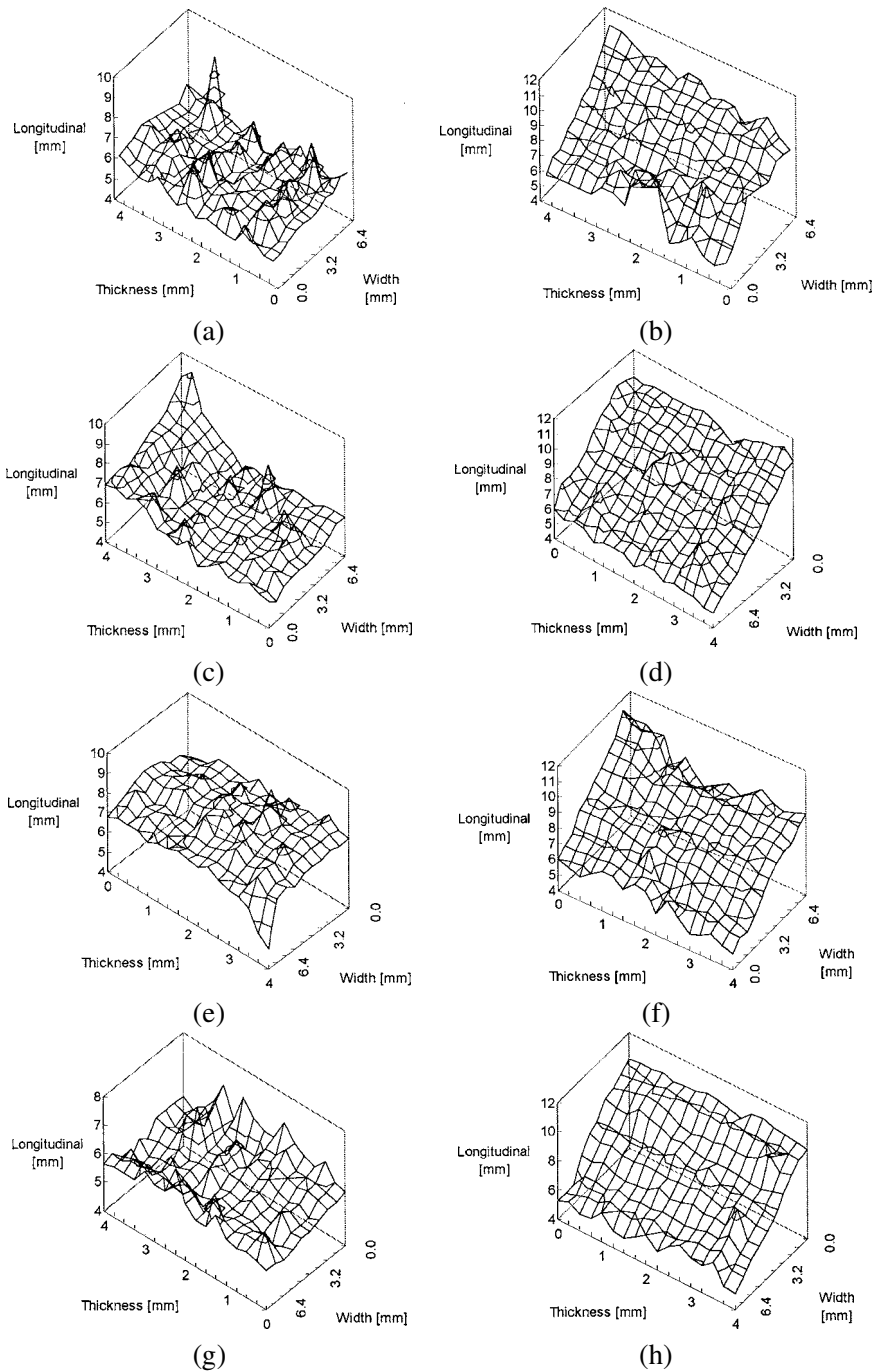 10
9
8
Longitudinal 7
[mm] 6
5
4
4
3
2
1
0
Thickness [mm]
0.0
3.2
6.4
Width
[mm]
(a)
12
11
10
9
Longitudinal 8
[mm] 7
6
5
4
4
3
2
1
0
Thickness [mm]
0.0
3.2
6.4
Width [mm]
(b)
10
9
8
Longitudinal 7
[mm] 6
5
4
4
3
2
1
0
Thickness [mm]
0.0
3.2
6.4
Width [mm]
(c)
12
11
10
9
Longitudinal 8
[mm] 7
6
5
4
0
1
2
3
4
Thickness [mm]
6.4
3.2
0.0
Width [mm]
(d)
10
9
8
Longitudinal 7
[mm] 6
5
4
0
1
2
3
4
Thickness [mm]
6.4
3.2
0.0
Width [mm]
(e)
12
11
10
9
Longitudinal 8
[mm] 7
6
5
4
0
1
2
3
4
Thickness [mm]
0.0
3.2
6.4
Width
[mm]
(f)
8
7
Longitudinal 6
[mm] 5
4
4
3
2
1
0
Thickness [mm]
6.4
3.2
0.0
Width [mm]
(g)
12
10
Longitudinal 8
[mm] 6
4
0
1
2
3
4
Thickness [mm]
6.4
3.2
0.0
Width
[mm]
(h)